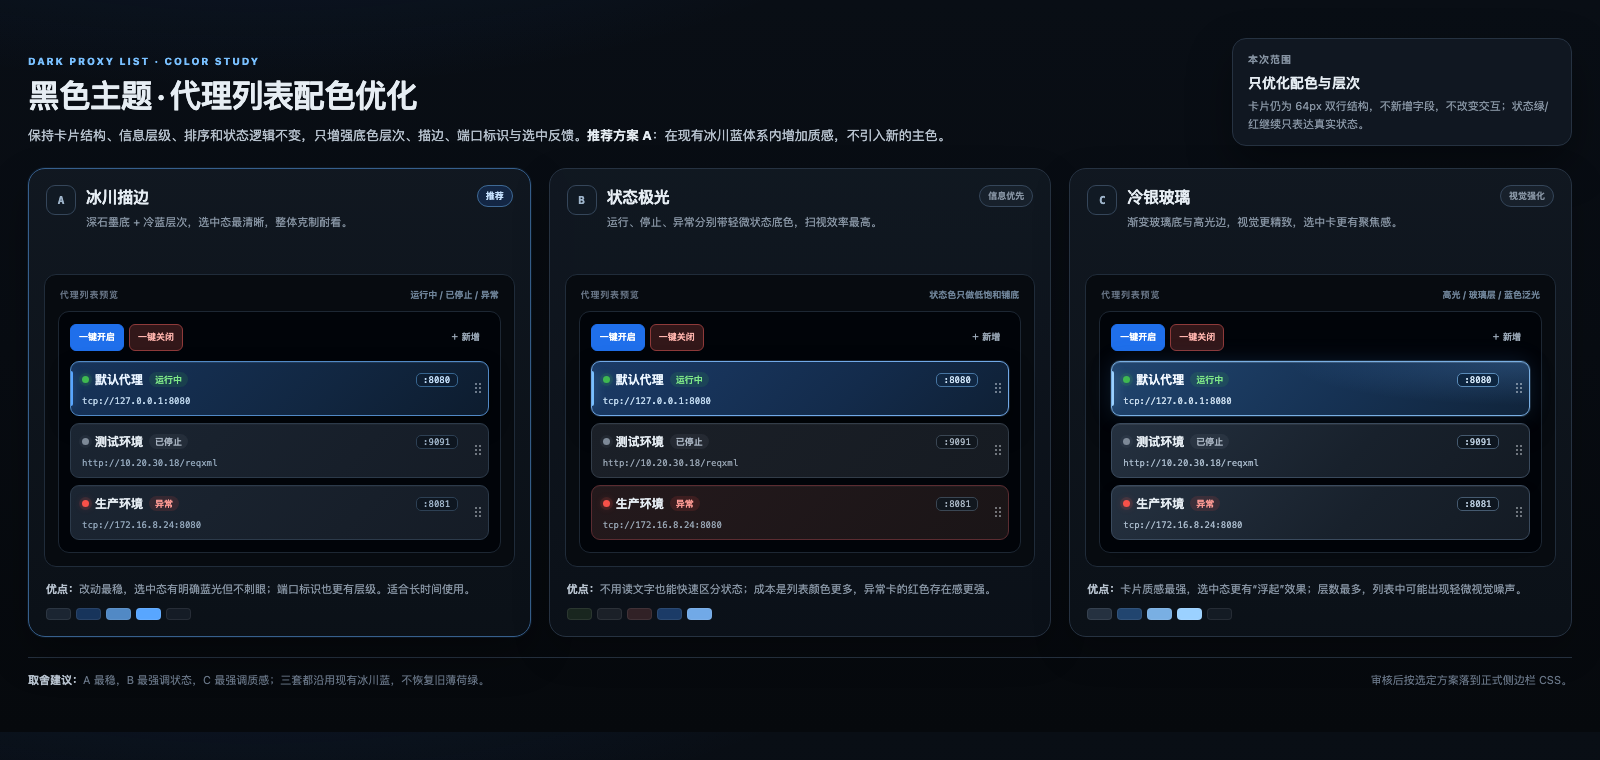 DARK PROXY LIST · COLOR STUDY
黑色主题·代理列表配色优化
保持卡片结构、信息层级、排序和状态逻辑不变，只增强底色层次、描边、端口标识与选中反馈。推荐方案 A：在现有冰川蓝体系内增加质感，不引入新的主色。
本次范围
只优化配色与层次
卡片仍为 64px 双行结构，不新增字段，不改变交互；状态绿/
红继续只表达真实状态。
A
冰川描边
推荐
深石墨底 + 冷蓝层次，选中态最清晰，整体克制耐看。
代理列表预览
运行中 / 已停止 / 异常
一键开启
一键关闭
+ 新增
默认代理
运行中
:8080
tcp://127.0.0.1:8080
测试环境
已停止
:9091
http://10.20.30.18/reqxml
生产环境
异常
:8081
tcp://172.16.8.24:8080
优点：改动最稳，选中态有明确蓝光但不刺眼；端口标识也更有层级。适合长时间使用。
B
状态极光
信息优先
运行、停止、异常分别带轻微状态底色，扫视效率最高。
代理列表预览
状态色只做低饱和铺底
一键开启
一键关闭
+ 新增
默认代理
运行中
:8080
tcp://127.0.0.1:8080
测试环境
已停止
:9091
http://10.20.30.18/reqxml
生产环境
异常
:8081
tcp://172.16.8.24:8080
优点：不用读文字也能快速区分状态；成本是列表颜色更多，异常卡的红色存在感更强。
C
冷银玻璃
视觉强化
渐变玻璃底与高光边，视觉更精致，选中卡更有聚焦感。
代理列表预览
高光 / 玻璃层 / 蓝色泛光
一键开启
一键关闭
+ 新增
默认代理
运行中
:8080
tcp://127.0.0.1:8080
测试环境
已停止
:9091
http://10.20.30.18/reqxml
生产环境
异常
:8081
tcp://172.16.8.24:8080
优点：卡片质感最强，选中态更有“浮起”效果；层数最多，列表中可能出现轻微视觉噪声。
取舍建议：A 最稳，B 最强调状态，C 最强调质感；三套都沿用现有冰川蓝，不恢复旧薄荷绿。
审核后按选定方案落到正式侧边栏 CSS。